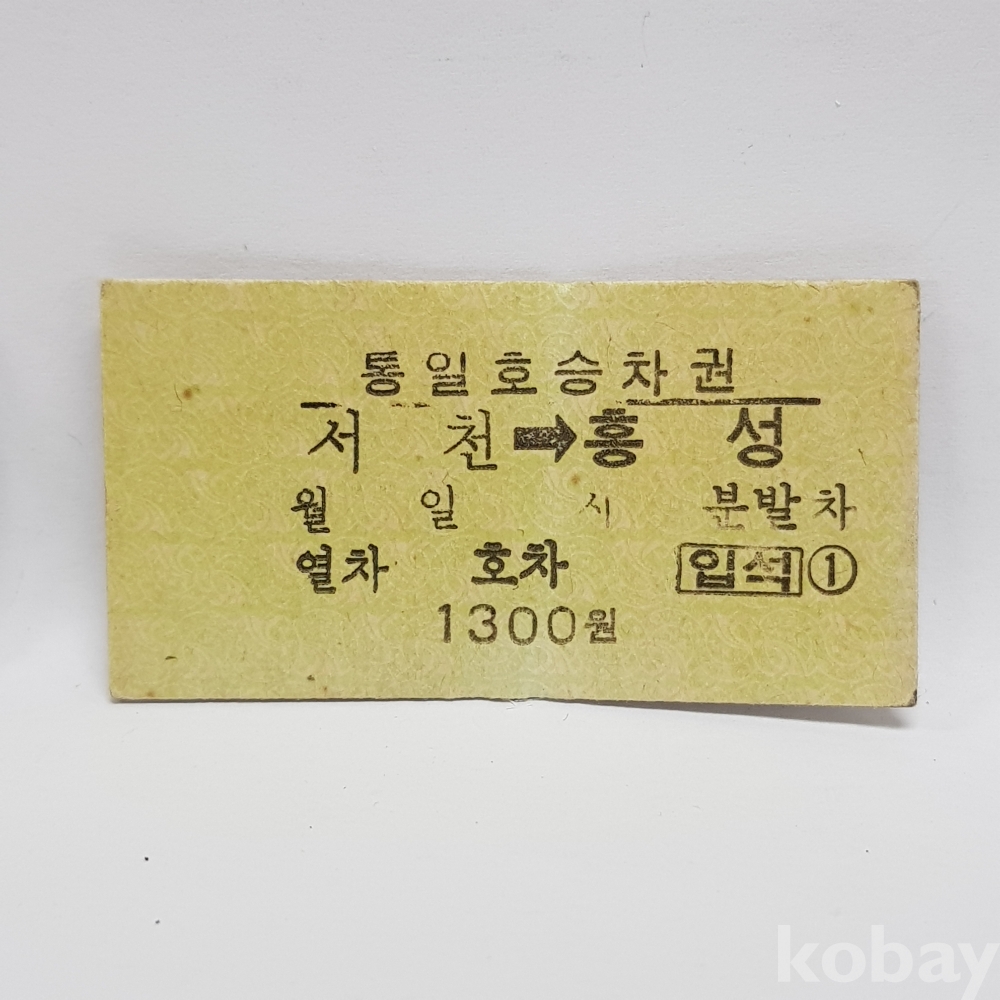 통일호승차권
서 천 ➡ 홍 성
월 일 시 분발차
열차 호차 입석 ①
1300원
kobay